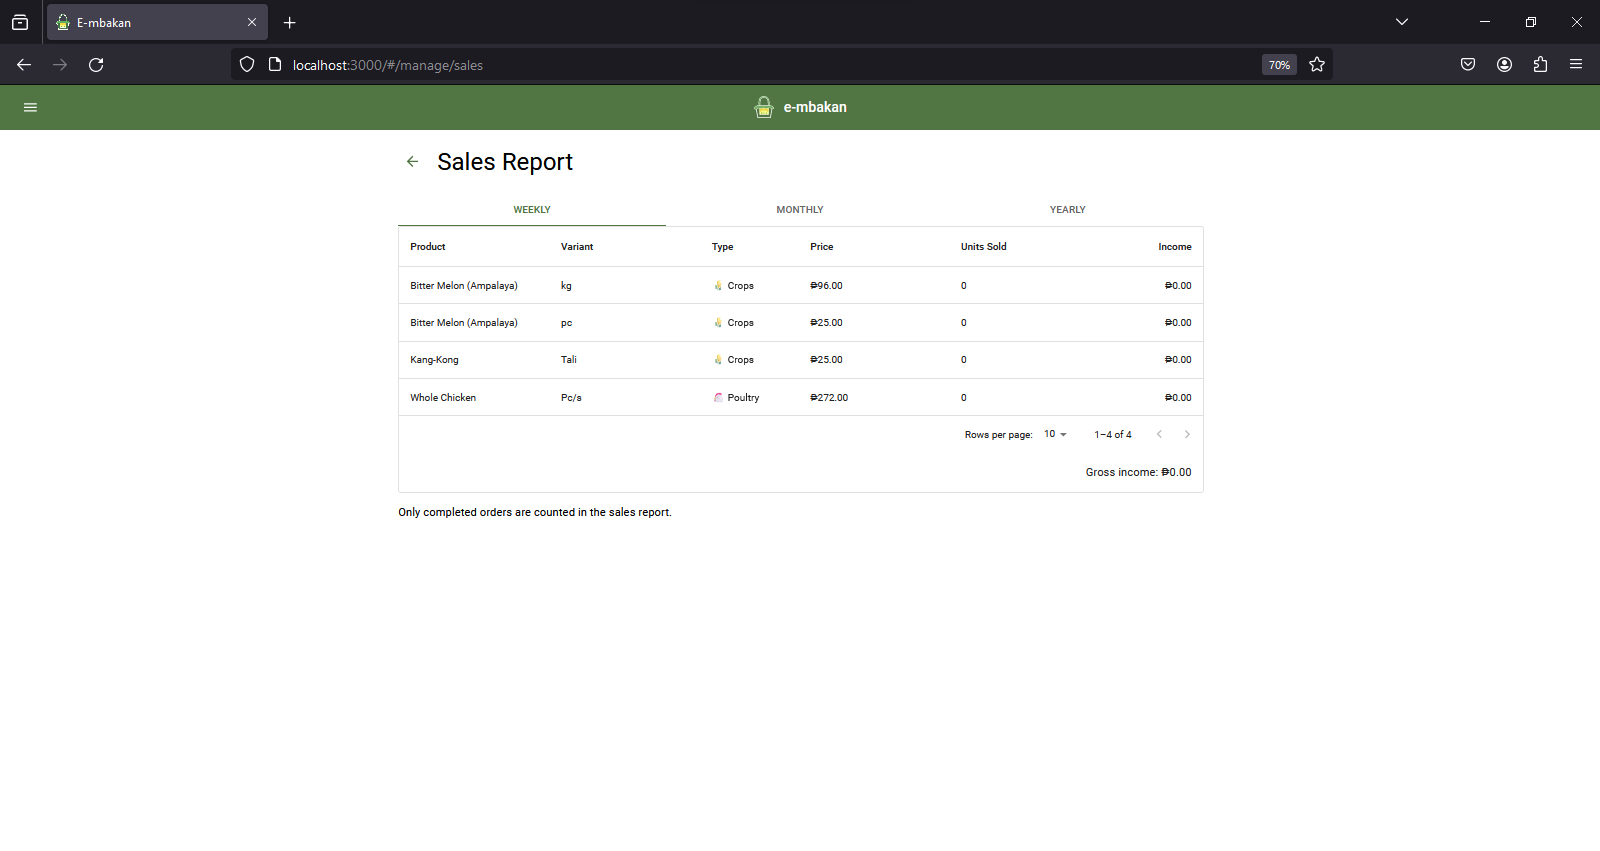 E-mbakan
localhost:3000/#/manage/sales
70%
e-mbakan
Sales Report
WEEKLY MONTHLY YEARLY
Product Variant Type Price Units Sold Income
Bitter Melon (Ampalaya) kg Crops ₱96.00 0 ₱0.00
Bitter Melon (Ampalaya) pc Crops ₱25.00 0 ₱0.00
Kang-Kong Tali Crops ₱25.00 0 ₱0.00
Whole Chicken Pc/s Poultry ₱272.00 0 ₱0.00
Rows per page: 10 1–4 of 4
Gross income: ₱0.00
Only completed orders are counted in the sales report.